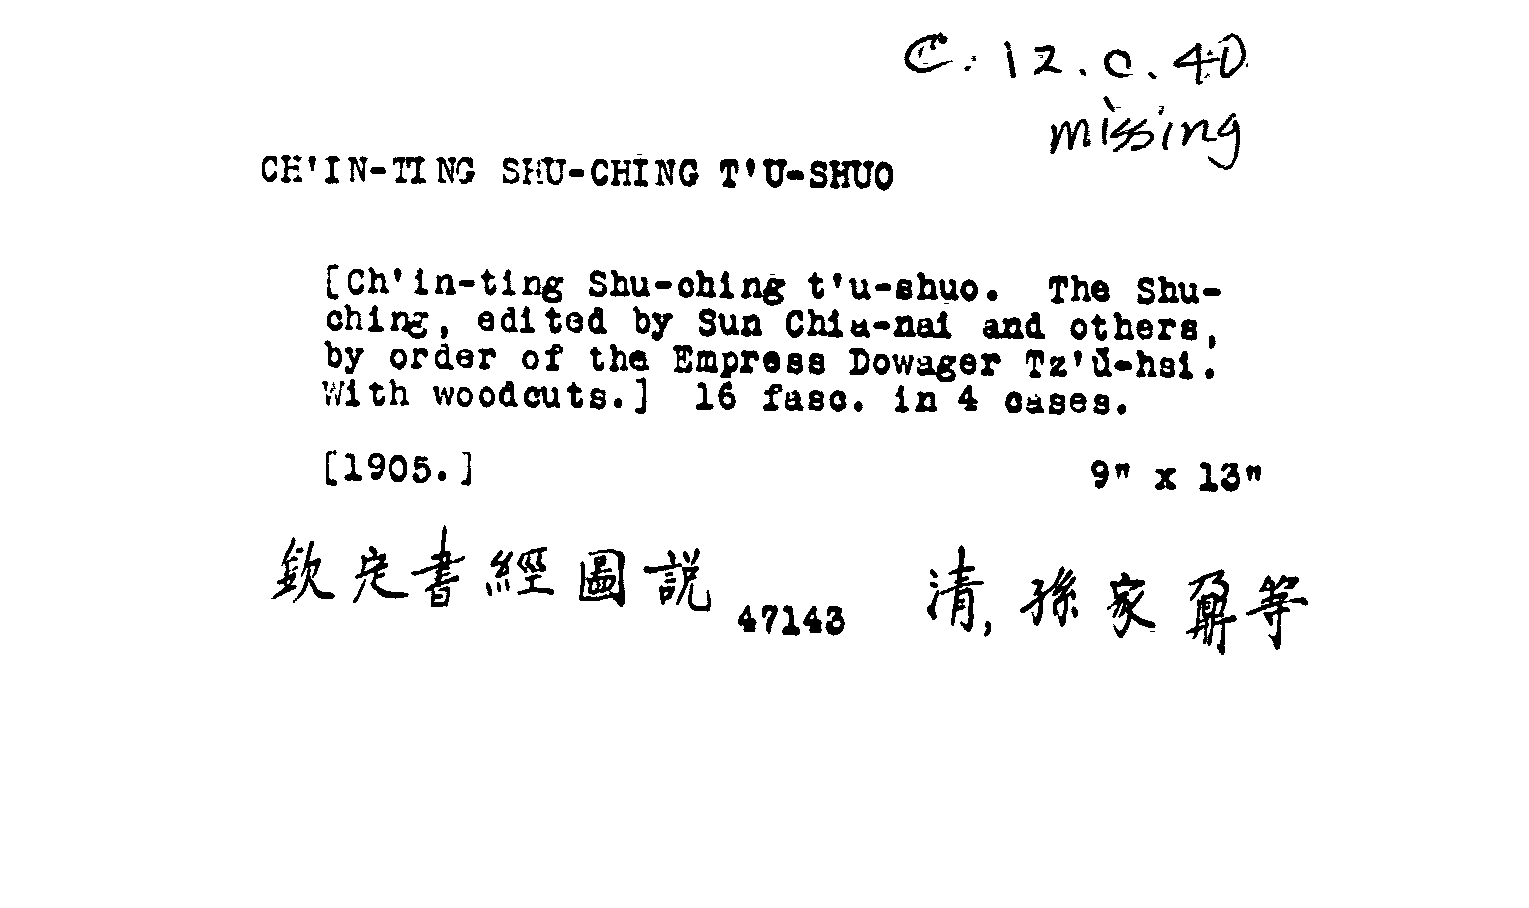 C. 12. c. 40
missing
CH'IN-TING SHU-CHING T'U-SHUO
[Ch'in-ting Shu-ching t'u-shuo. The Shu-
ching, edited by Sun Chia-nai and others,
by order of the Empress Dowager Tz'ŭ-hsi.
With woodcuts.] 16 fasc. in 4 cases.
[1905.] 9" x 13"
欽定書經圖説 47143 清, 孫家鼐等